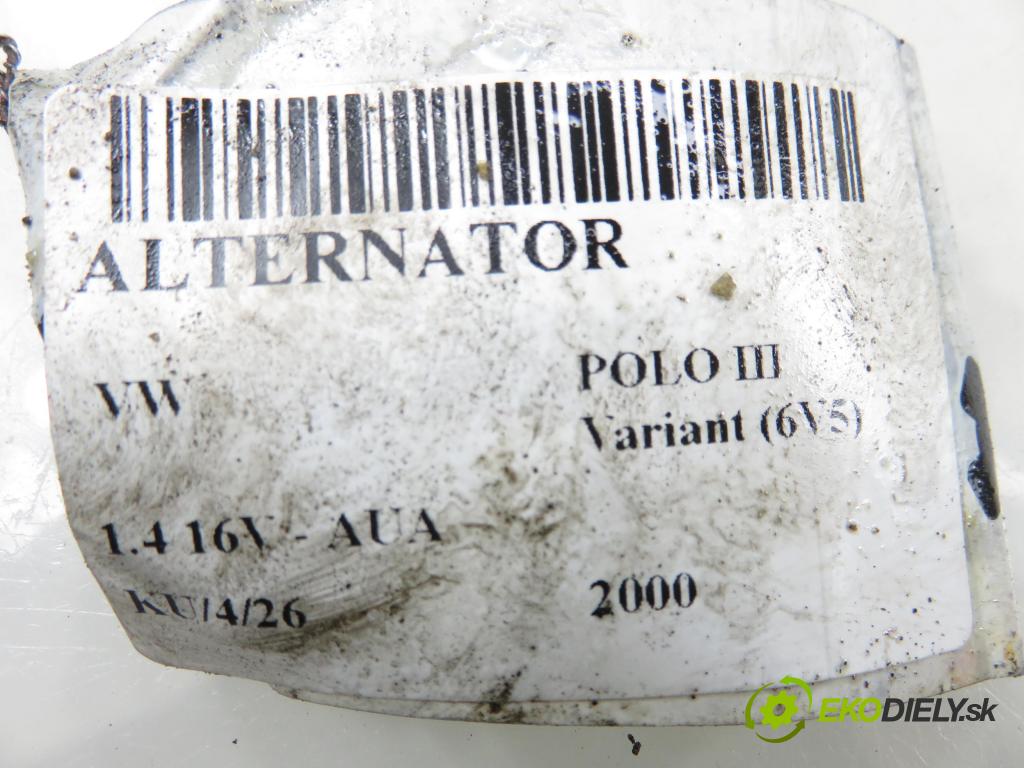 ALTERNATOR
VW
POLO III
Variant (6V5)
1.4 16V - AUA
KU/4/26
2000
EKODIELY.sk